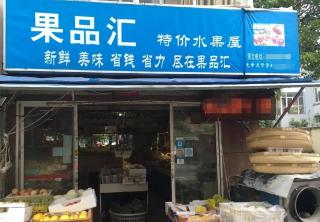 果品汇 特价水果屋
新鲜 美味 省钱 省力 尽在果品汇